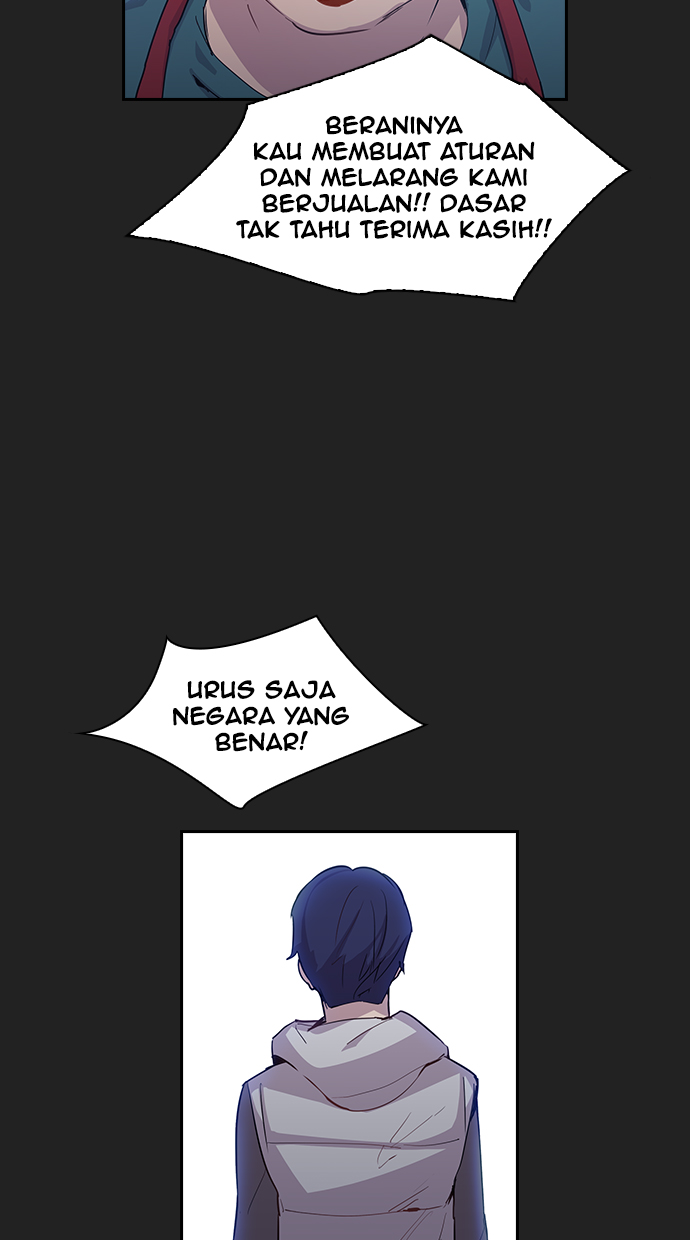 BERANINYA
KAU MEMBUAT ATURAN
DAN MELARANG KAMI
BERJUALAN!! DASAR
TAK TAHU TERIMA KASIH!!
URUS SAJA
NEGARA YANG
BENAR!